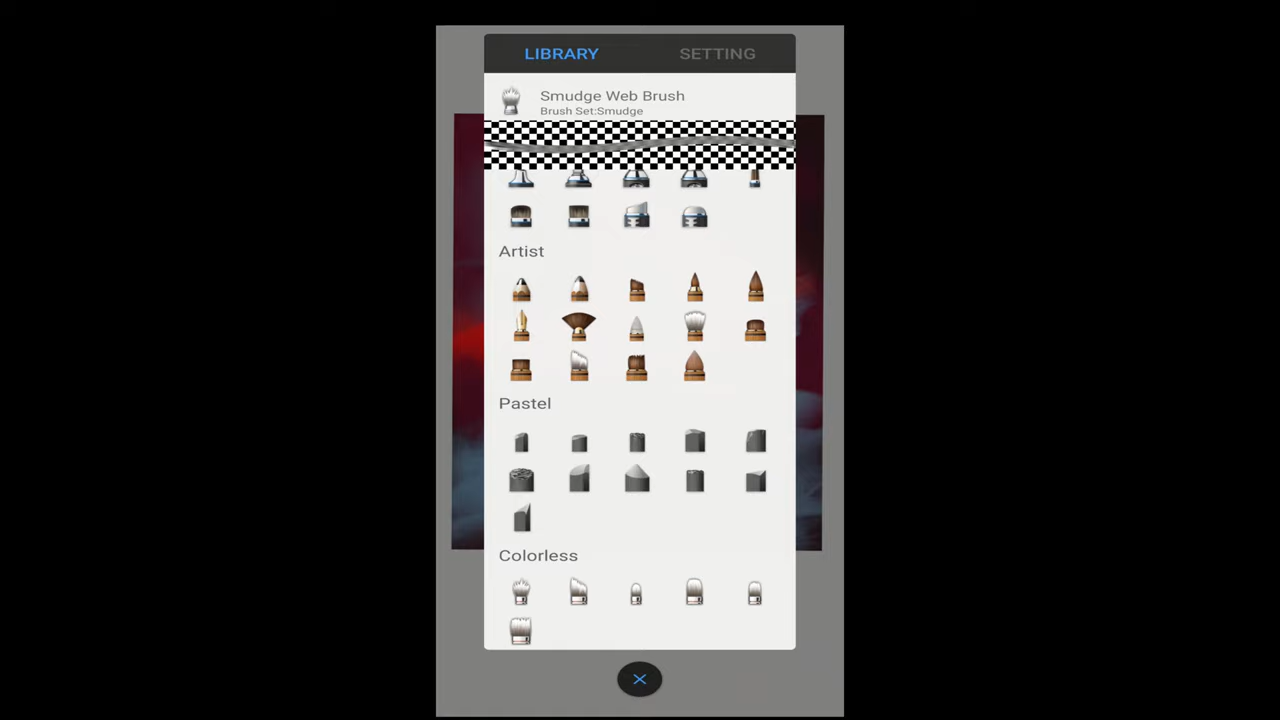 LIBRARY SETTING
Smudge Web Brush
Brush Set:Smudge
Artist
Pastel
Colorless